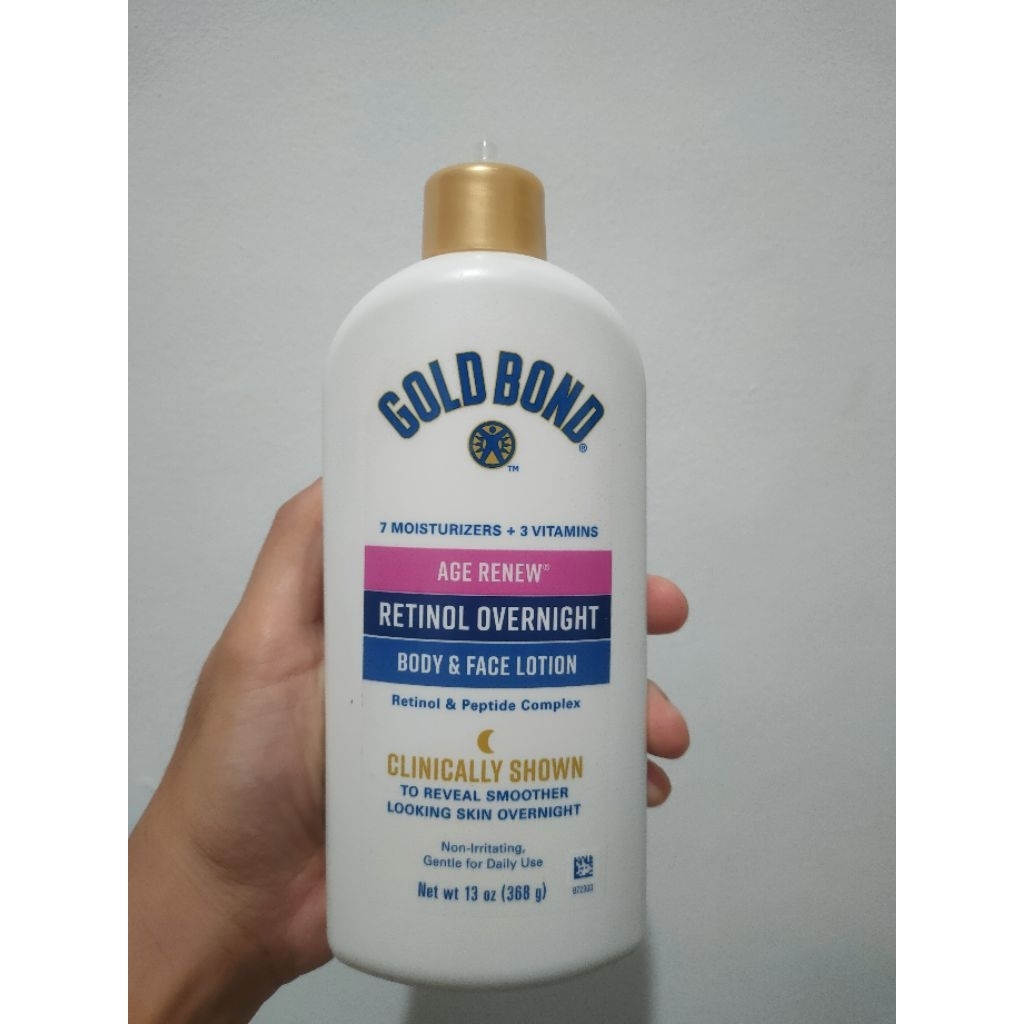 GOLD BOND®
™
7 MOISTURIZERS + 3 VITAMINS
AGE RENEW
RETINOL OVERNIGHT
BODY & FACE LOTION
Retinol & Peptide Complex
CLINICALLY SHOWN
TO REVEAL SMOOTHER
LOOKING SKIN OVERNIGHT
Non-Irritating,
Gentle for Daily Use
Net wt 13 oz (368 g)